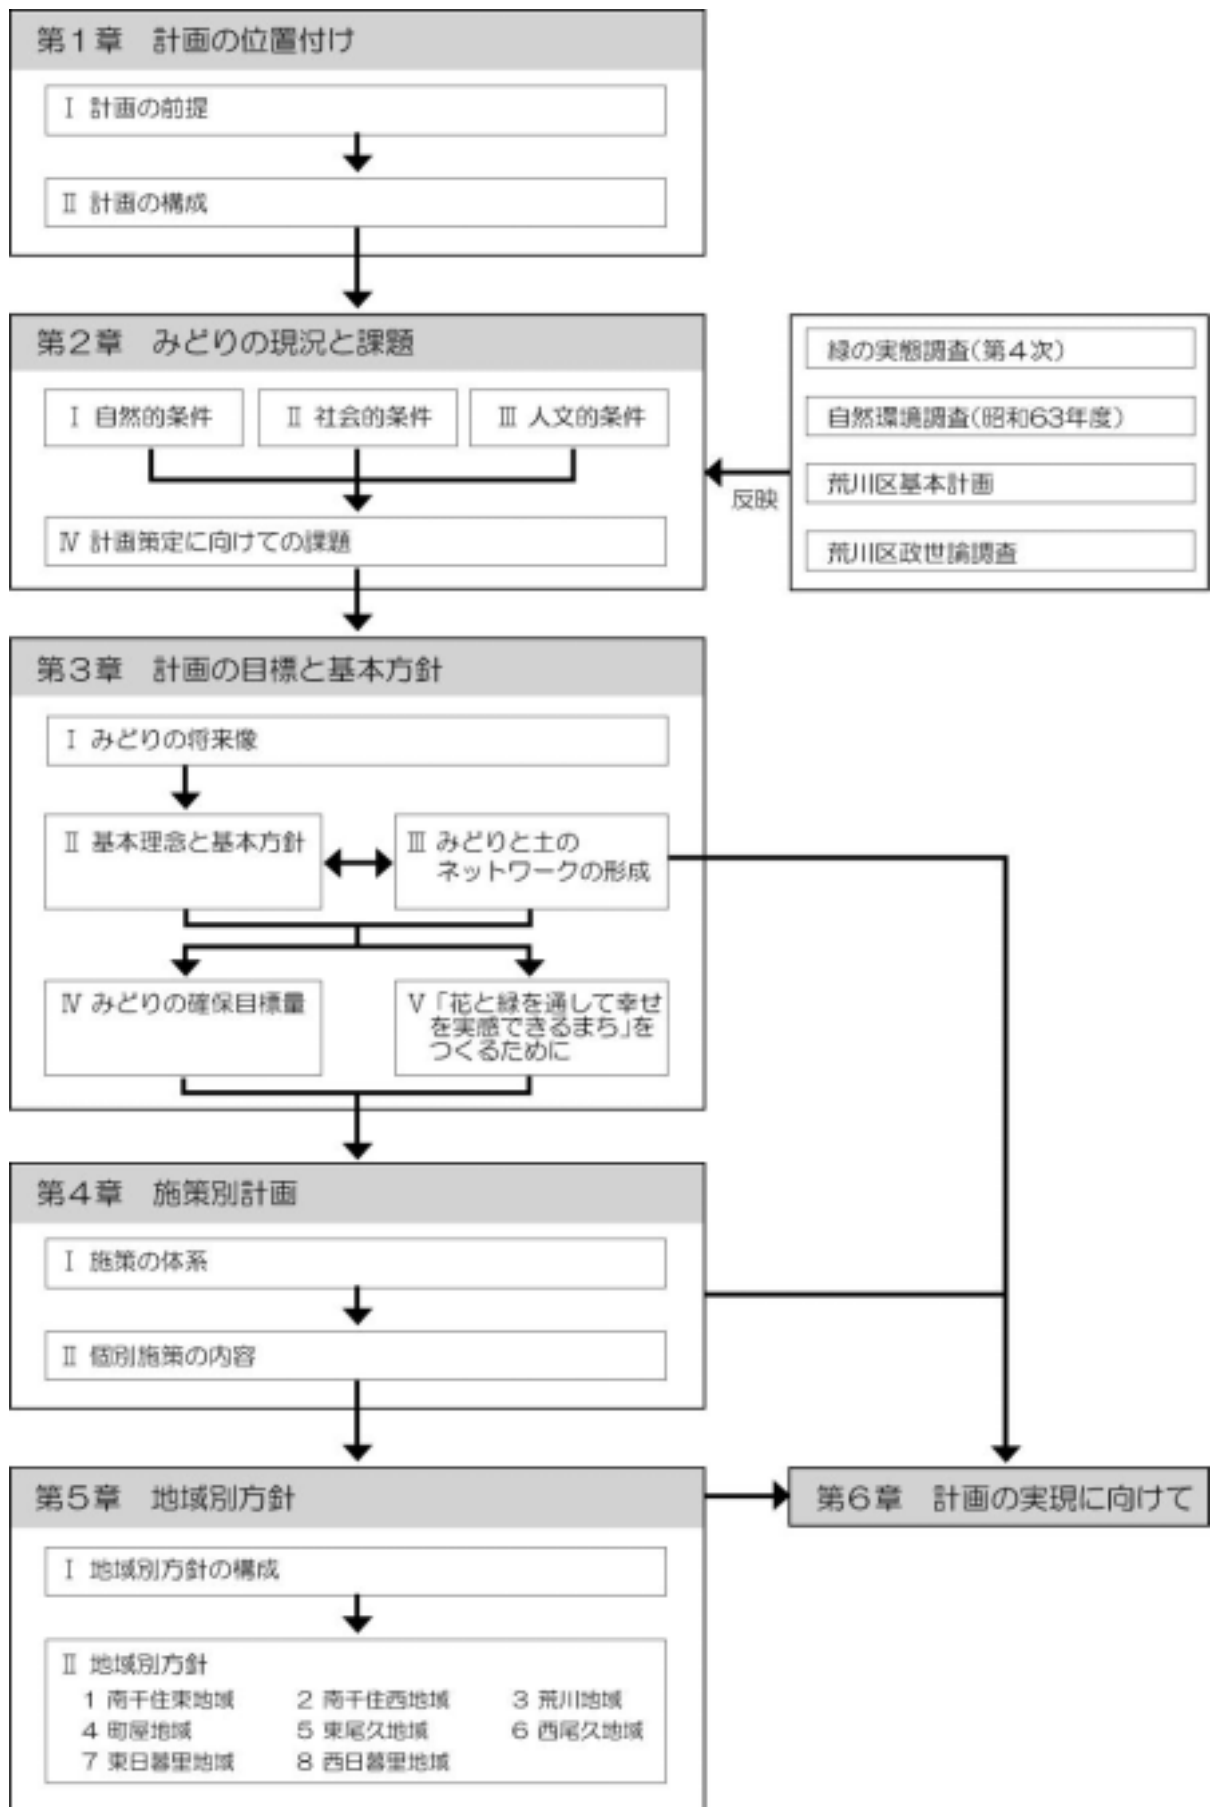 第1章 計画の位置付け
Ⅰ 計画の前提
Ⅱ 計画の構成
第2章 みどりの現況と課題
Ⅰ 自然的条件
Ⅱ 社会的条件
Ⅲ 人文的条件
Ⅳ 計画策定に向けての課題
緑の実態調査(第4次)
自然環境調査(昭和63年度)
荒川区基本計画
荒川区政世論調査
反映
第3章 計画の目標と基本方針
Ⅰ みどりの将来像
Ⅱ 基本理念と基本方針
Ⅲ みどりと土の
ネットワークの形成
Ⅳ みどりの確保目標量
Ⅴ 「花と緑を通して幸せ
を実感できるまち」を
つくるために
第4章 施策別計画
Ⅰ 施策の体系
Ⅱ 個別施策の内容
第5章 地域別方針
Ⅰ 地域別方針の構成
Ⅱ 地域別方針
1 南千住東地域 2 南千住西地域 3 荒川地域
4 町屋地域 5 東尾久地域 6 西尾久地域
7 東日暮里地域 8 西日暮里地域
第6章 計画の実現に向けて